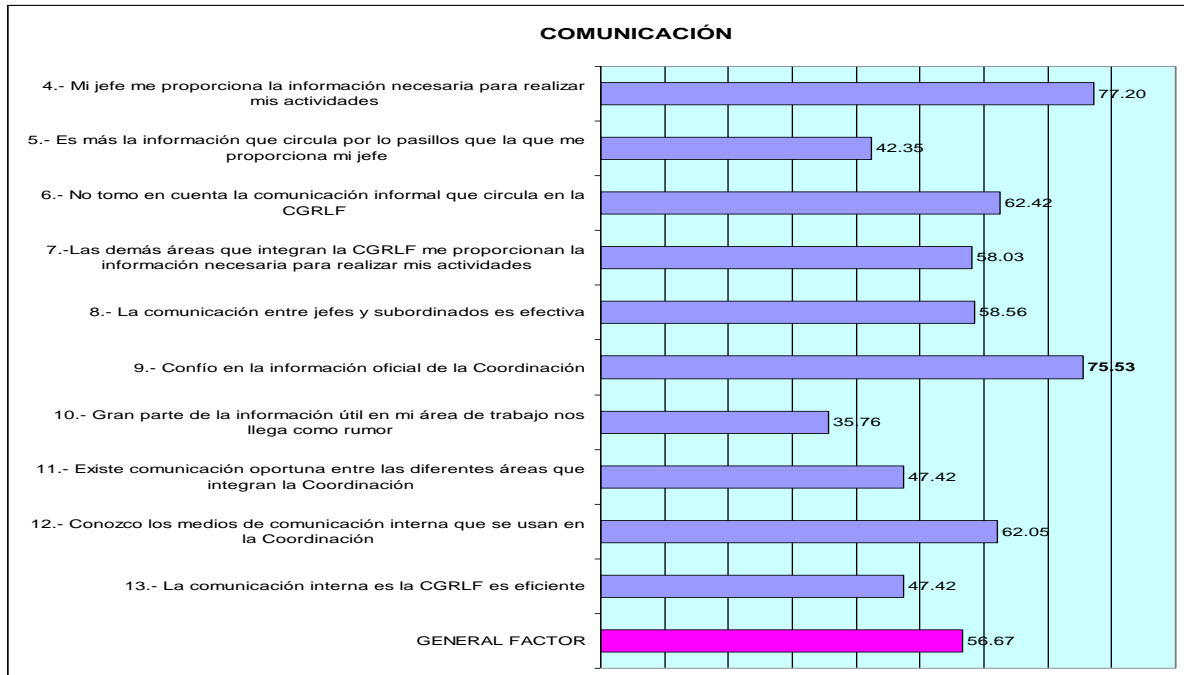 COMUNICACIÓN
4.- Mi jefe me proporciona la información necesaria para realizar
mis actividades
77.20
5.- Es más la información que circula por lo pasillos que la que me
proporciona mi jefe
42.35
6.- No tomo en cuenta la comunicación informal que circula en la
CGRLF
62.42
7.-Las demás áreas que integran la CGRLF me proporcionan la
información necesaria para realizar mis actividades
58.03
8.- La comunicación entre jefes y subordinados es efectiva
58.56
9.- Confío en la información oficial de la Coordinación
75.53
10.- Gran parte de la información útil en mi área de trabajo nos
llega como rumor
35.76
11.- Existe comunicación oportuna entre las diferentes áreas que
integran la Coordinación
47.42
12.- Conozco los medios de comunicación interna que se usan en
la Coordinación
62.05
13.- La comunicación interna es la CGRLF es eficiente
47.42
GENERAL FACTOR
56.67